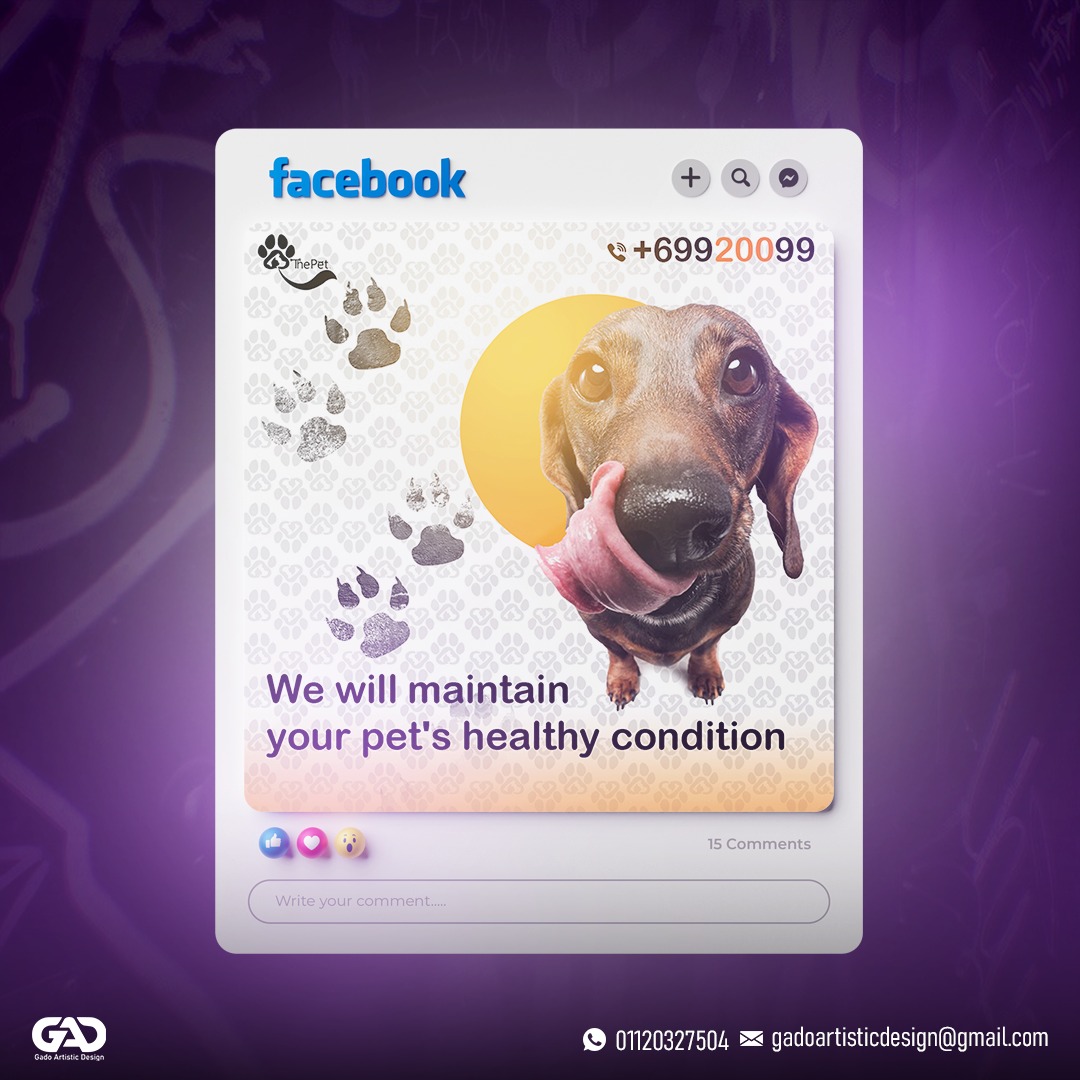 facebook
ThePet
+69920099
We will maintain
your pet's healthy condition
15 Comments
Write your comment.....
GAD
Gado Artistic Design
01120327504
gadoartisticdesign@gmail.com